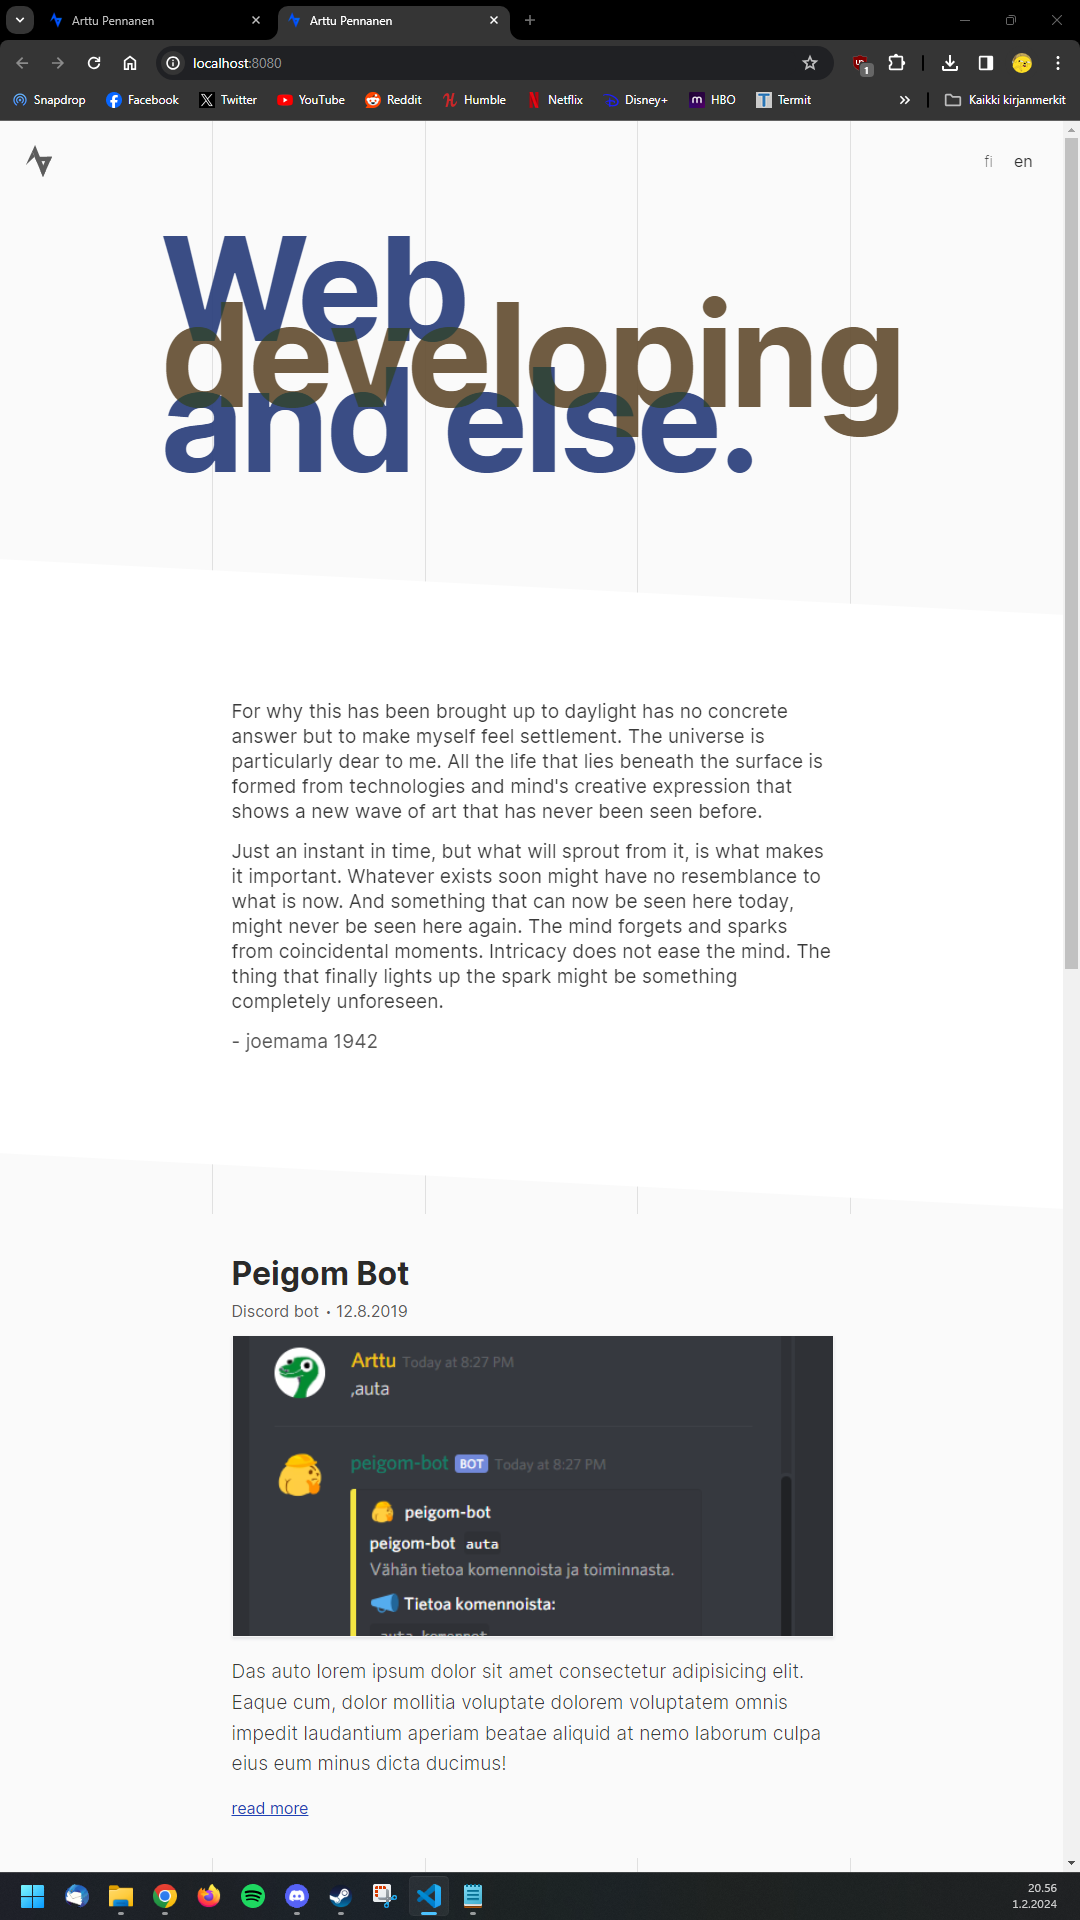 Arttu Pennanen
Arttu Pennanen
localhost:8080
1
Snapdrop Facebook Twitter YouTube Reddit Humble Netflix Disney+ HBO Termit » Kaikki kirjanmerkit
fi en
Web
developing
and else.
For why this has been brought up to daylight has no concrete
answer but to make myself feel settlement. The universe is
particularly dear to me. All the life that lies beneath the surface is
formed from technologies and mind's creative expression that
shows a new wave of art that has never been seen before.
Just an instant in time, but what will sprout from it, is what makes
it important. Whatever exists soon might have no resemblance to
what is now. And something that can now be seen here today,
might never be seen here again. The mind forgets and sparks
from coincidental moments. Intricacy does not ease the mind. The
thing that finally lights up the spark might be something
completely unforeseen.
- joemama 1942
Peigom Bot
Discord bot • 12.8.2019
Arttu Today at 8:27 PM
,auta
peigom-bot BOT Today at 8:27 PM
peigom-bot
peigom-bot auta
Vähän tietoa komennoista ja toiminnasta.
Tietoa komennoista:
auta komennot
Das auto lorem ipsum dolor sit amet consectetur adipisicing elit.
Eaque cum, dolor mollitia voluptate dolorem voluptatem omnis
impedit laudantium aperiam beatae aliquid at nemo laborum culpa
eius eum minus dicta ducimus!
read more
20.56
1.2.2024